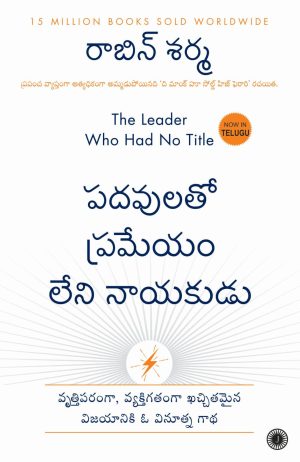 15 MILLION BOOKS SOLD WORLDWIDE
రాబిన్ శర్మ
ప్రపంచ వ్యాప్తంగా అత్యధికంగా అమ్ముడుపోయినది 'ది మాంక్ హూ సోల్డ్ హిజ్ ఫెరారి' రచయిత.
The Leader
Who Had No Title
NOW IN
TELUGU
పదవులతో
ప్రమేయం
లేని నాయకుడు
వృత్తిపరంగా, వ్యక్తిగతంగా ఖచ్చితమైన
విజయానికి ఓ వినూత్న గాథ